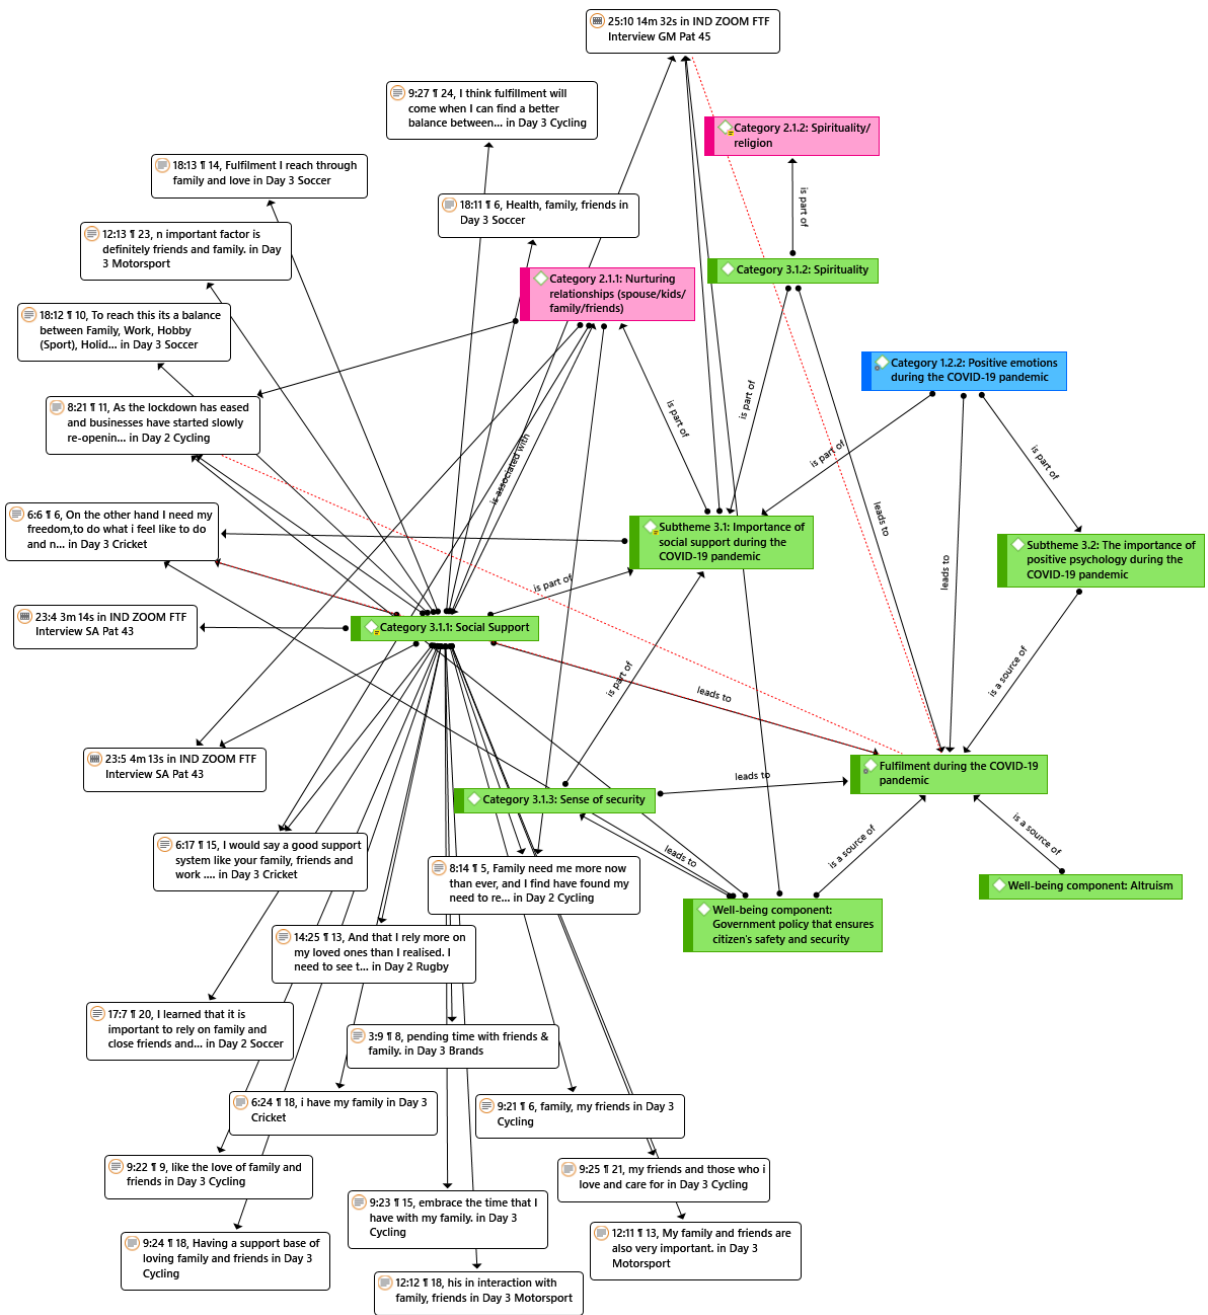 25:10 14m 32s in IND ZOOM FTF
Interview GM Pat 45
9:27 ¶ 24, I think fulfillment will
come when I can find a better
balance between... in Day 3 Cycling
Category 2.1.2: Spirituality/
religion
18:13 ¶ 14, Fulfilment I reach through
family and love in Day 3 Soccer
18:11 ¶ 6, Health, family, friends in
Day 3 Soccer
is part of
12:13 ¶ 23, n important factor is
definitely friends and family. in Day
3 Motorsport
Category 3.1.2: Spirituality
Category 2.1.1: Nurturing
relationships (spouse/kids/
family/friends)
18:12 ¶ 10, To reach this its a balance
between Family, Work, Hobby
(Sport), Holid... in Day 3 Soccer
Category 1.2.2: Positive emotions
during the COVID-19 pandemic
8:21 ¶ 11, As the lockdown has eased
and businesses have started slowly
re-openin... in Day 2 Cycling
is part of
is part of
is part of
is part of
is associated with
6:6 ¶ 6, On the other hand I need my
freedom,to do what i feel like to do
and n... in Day 3 Cricket
Subtheme 3.1: Importance of
social support during the
COVID-19 pandemic
leads to
Subtheme 3.2: The importance of
positive psychology during the
COVID-19 pandemic
leads to
is part of
23:4 3m 14s in IND ZOOM FTF
Interview SA Pat 43
Category 3.1.1: Social Support
is part of
leads to
is a source of
23:5 4m 13s in IND ZOOM FTF
Interview SA Pat 43
Fulfilment during the COVID-19
pandemic
leads to
Category 3.1.3: Sense of security
6:17 ¶ 15, I would say a good support
system like your family, friends and
work .... in Day 3 Cricket
leads to
is a source of
is a source of
8:14 ¶ 5, Family need me more now
than ever, and I find have found my
need to re... in Day 2 Cycling
Well-being component: Altruism
Well-being component:
Government policy that ensures
citizen's safety and security
14:25 ¶ 13, And that I rely more on
my loved ones than I realised. I
need to see t... in Day 2 Rugby
17:7 ¶ 20, I learned that it is
important to rely on family and
close friends and... in Day 2 Soccer
3:9 ¶ 8, pending time with friends &
family. in Day 3 Brands
6:24 ¶ 18, i have my family in Day 3
Cricket
9:21 ¶ 6, family, my friends in Day 3
Cycling
9:22 ¶ 9, like the love of family and
friends in Day 3 Cycling
9:25 ¶ 21, my friends and those who i
love and care for in Day 3 Cycling
9:23 ¶ 15, embrace the time that I
have with my family. in Day 3
Cycling
9:24 ¶ 18, Having a support base of
loving family and friends in Day 3
Cycling
12:11 ¶ 13, My family and friends are
also very important. in Day 3
Motorsport
12:12 ¶ 18, his in interaction with
family, friends in Day 3 Motorsport